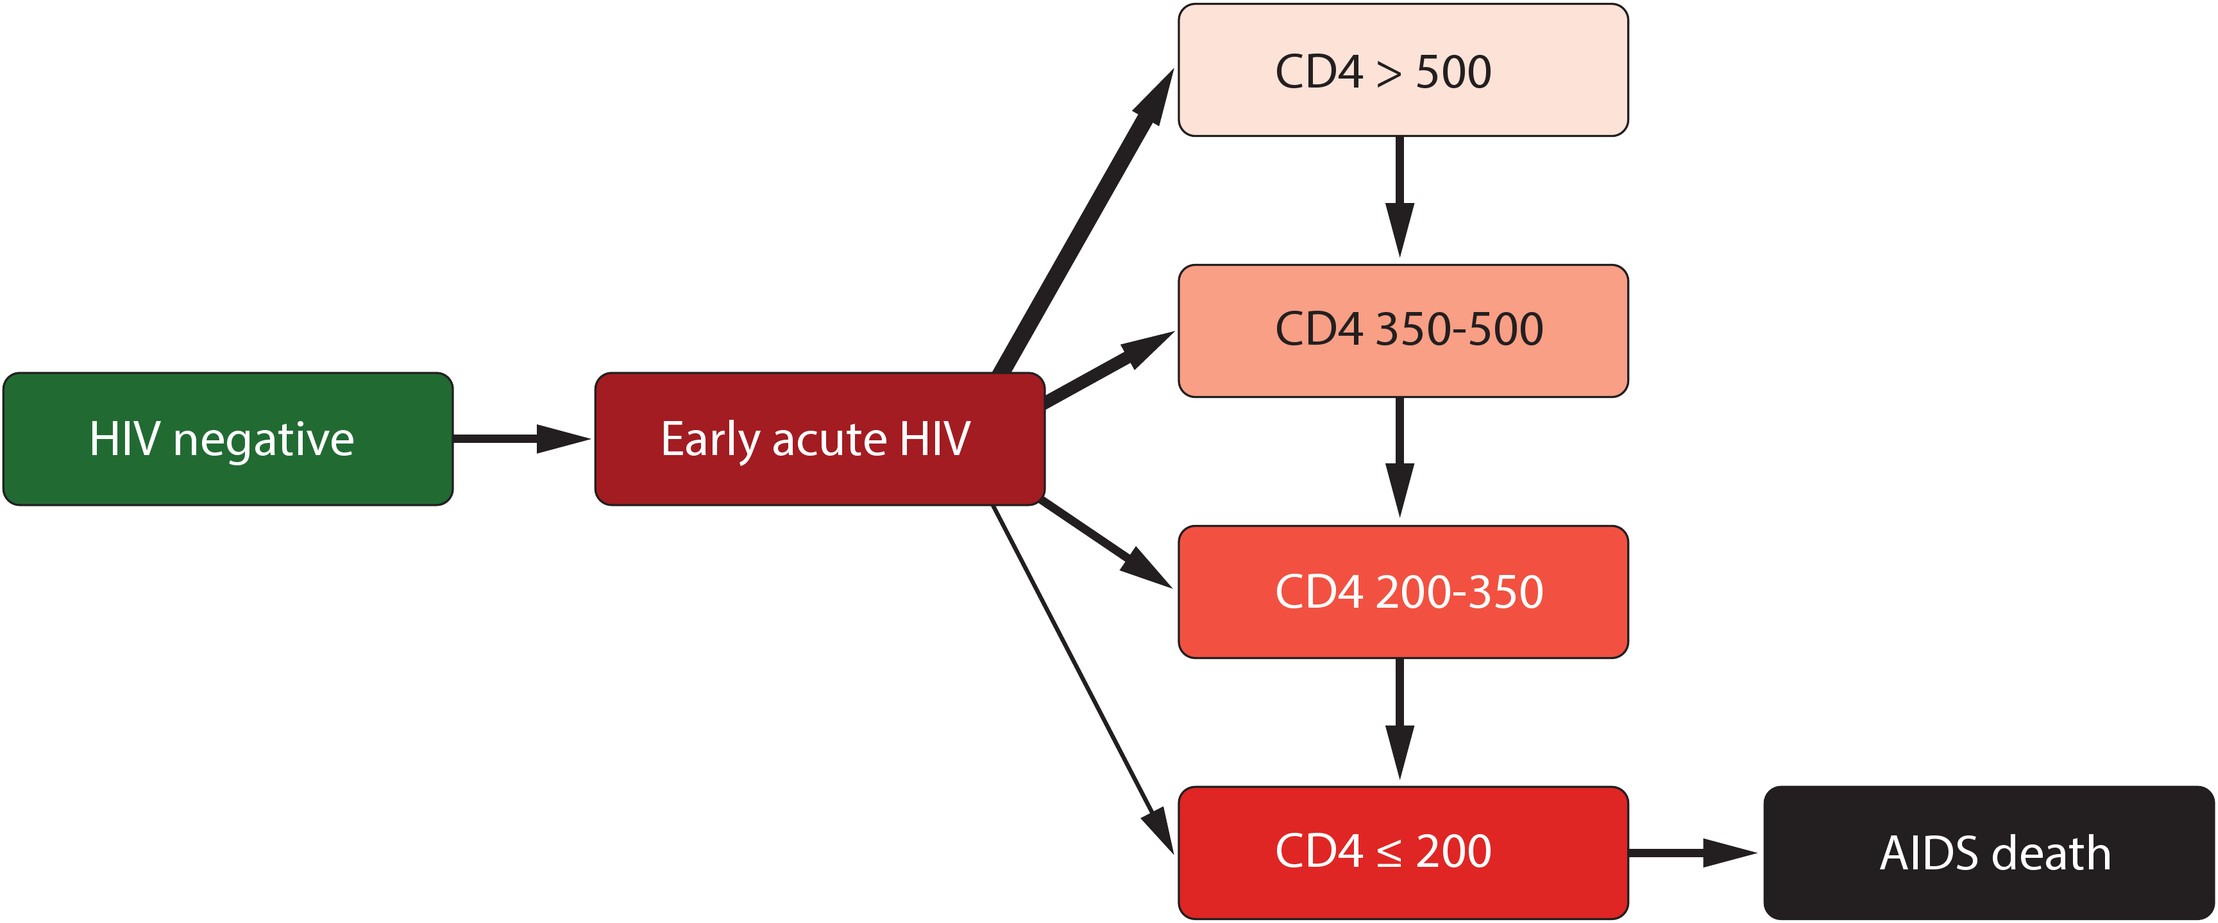 CD4 > 500
CD4 350-500
HIV negative
Early acute HIV
CD4 200-350
CD4 ≤ 200
AIDS death